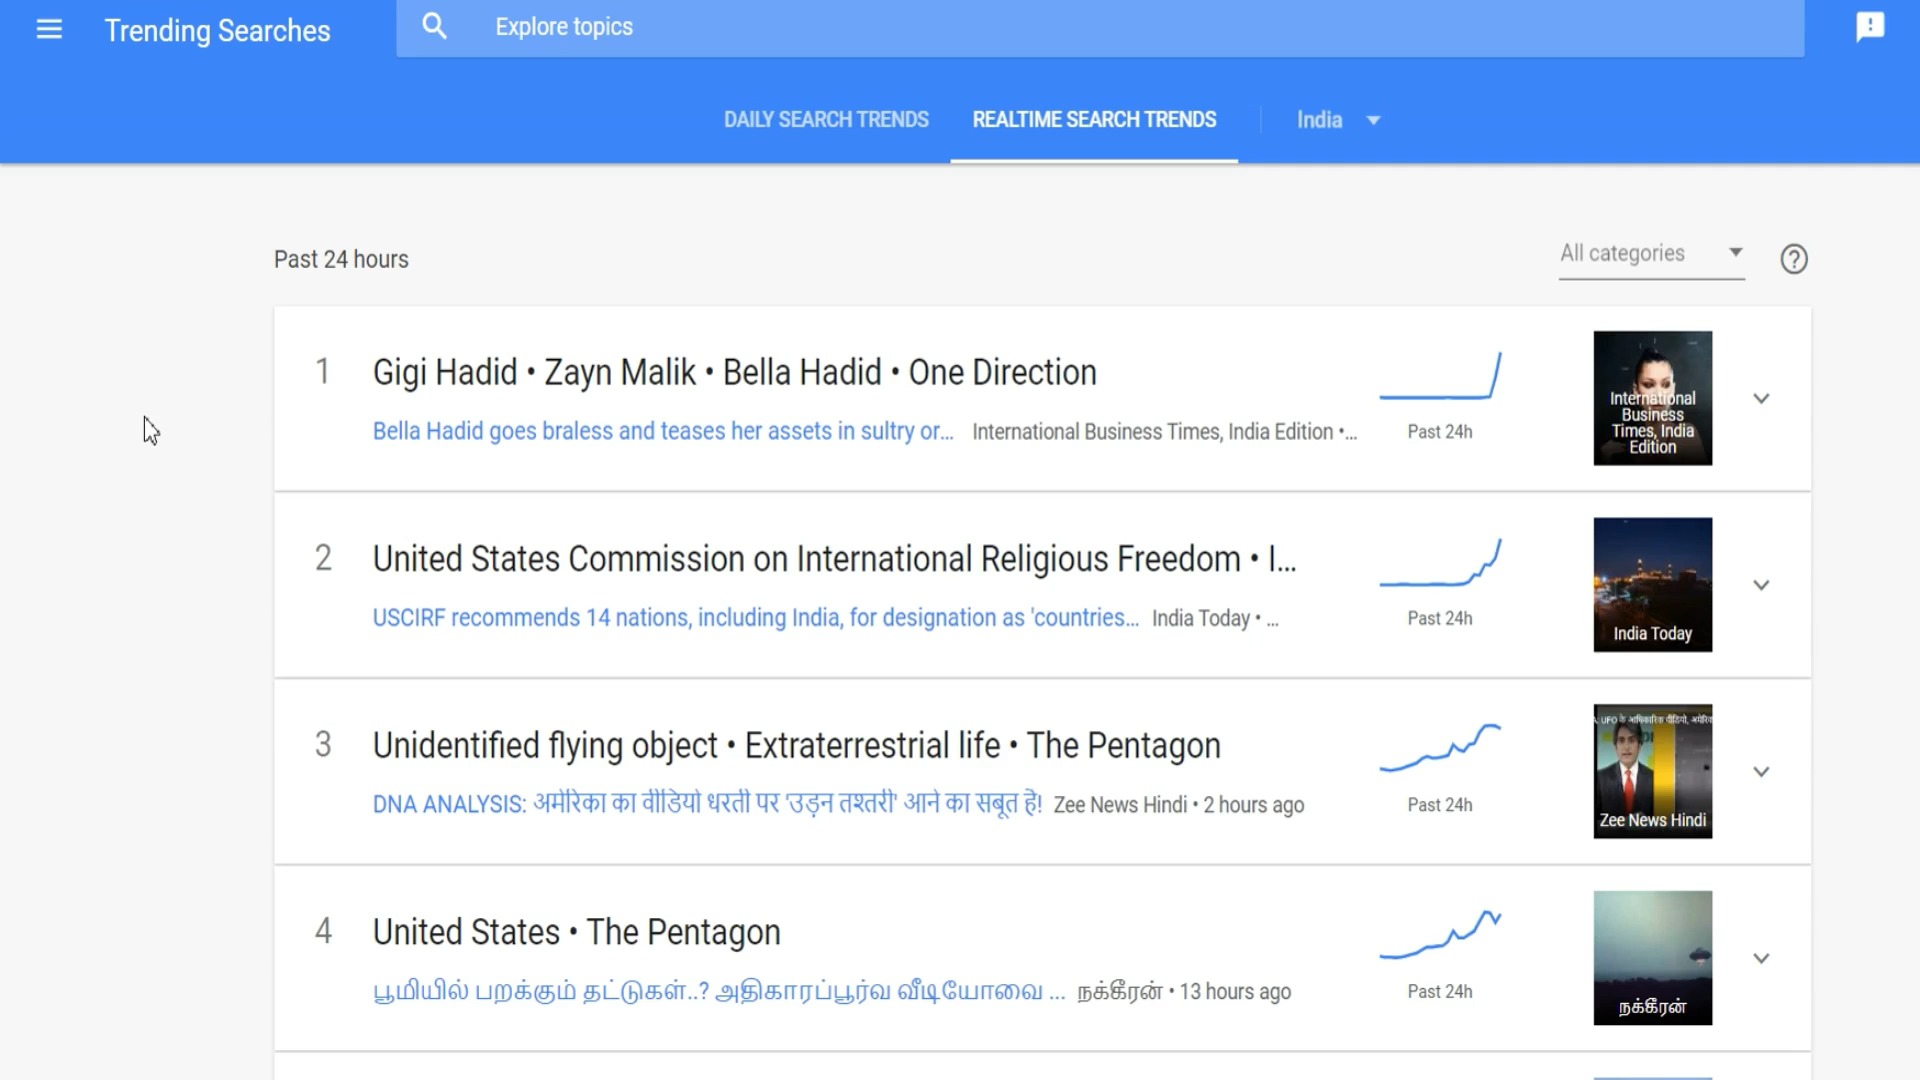 Trending Searches
Explore topics
DAILY SEARCH TRENDS
REALTIME SEARCH TRENDS
India
Past 24 hours
All categories
1
Gigi Hadid • Zayn Malik • Bella Hadid • One Direction
Bella Hadid goes braless and teases her assets in sultry or... International Business Times, India Edition •...
Past 24h
International
Business
Times, India
Edition
2
United States Commission on International Religious Freedom • I...
USCIRF recommends 14 nations, including India, for designation as 'countries... India Today • ...
Past 24h
India Today
3
Unidentified flying object • Extraterrestrial life • The Pentagon
DNA ANALYSIS: अमेरिका का वीडियो धरती पर 'उड़न तश्तरी' आने का सबूत है! Zee News Hindi • 2 hours ago
Past 24h
UFO के आधिकारिक वीडियो,
Zee News Hindi
4
United States • The Pentagon
பூமியில் பறக்கும் தட்டுகள்..? அதிகாரப்பூர்வ வீடியோவை ... நக்கீரன் • 13 hours ago
Past 24h
நக்கீரன்